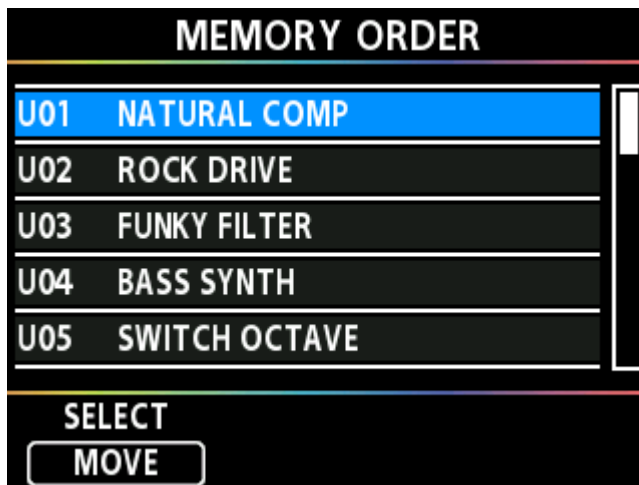 MEMORY ORDER
U01 NATURAL COMP
U02 ROCK DRIVE
U03 FUNKY FILTER
U04 BASS SYNTH
U05 SWITCH OCTAVE
SELECT
MOVE